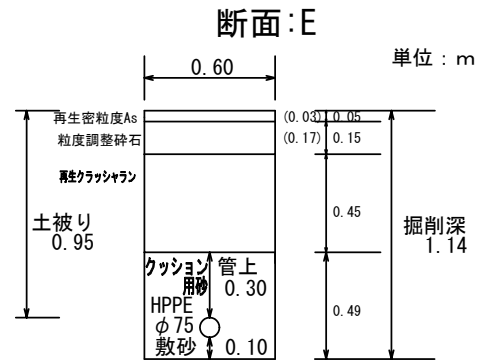 断面:E
単位：m
0.60
再生密粒度As
(0.03) 0.05
粒度調整砕石
(0.17) 0.15
再生クラッシャラン
0.45
土被り
0.95
掘削深
1.14
クッション
用砂
管上
0.30
HPPE
φ75
0.49
敷砂 0.10